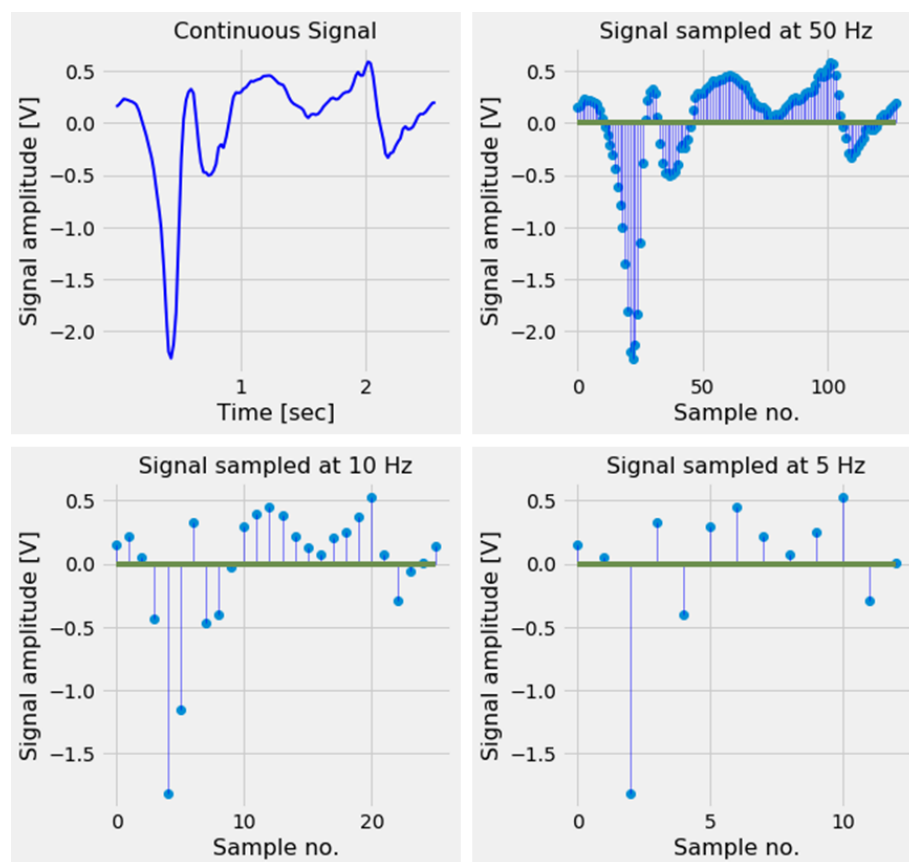 Continuous Signal
Signal amplitude [V]
0.5
0.0
−0.5
−1.0
−1.5
−2.0
1 2
Time [sec]
Signal sampled at 50 Hz
Signal amplitude [V]
0.5
0.0
−0.5
−1.0
−1.5
−2.0
0 50 100
Sample no.
Signal sampled at 10 Hz
Signal amplitude [V]
0.5
0.0
−0.5
−1.0
−1.5
0 10 20
Sample no.
Signal sampled at 5 Hz
Signal amplitude [V]
0.5
0.0
−0.5
−1.0
−1.5
0 5 10
Sample no.